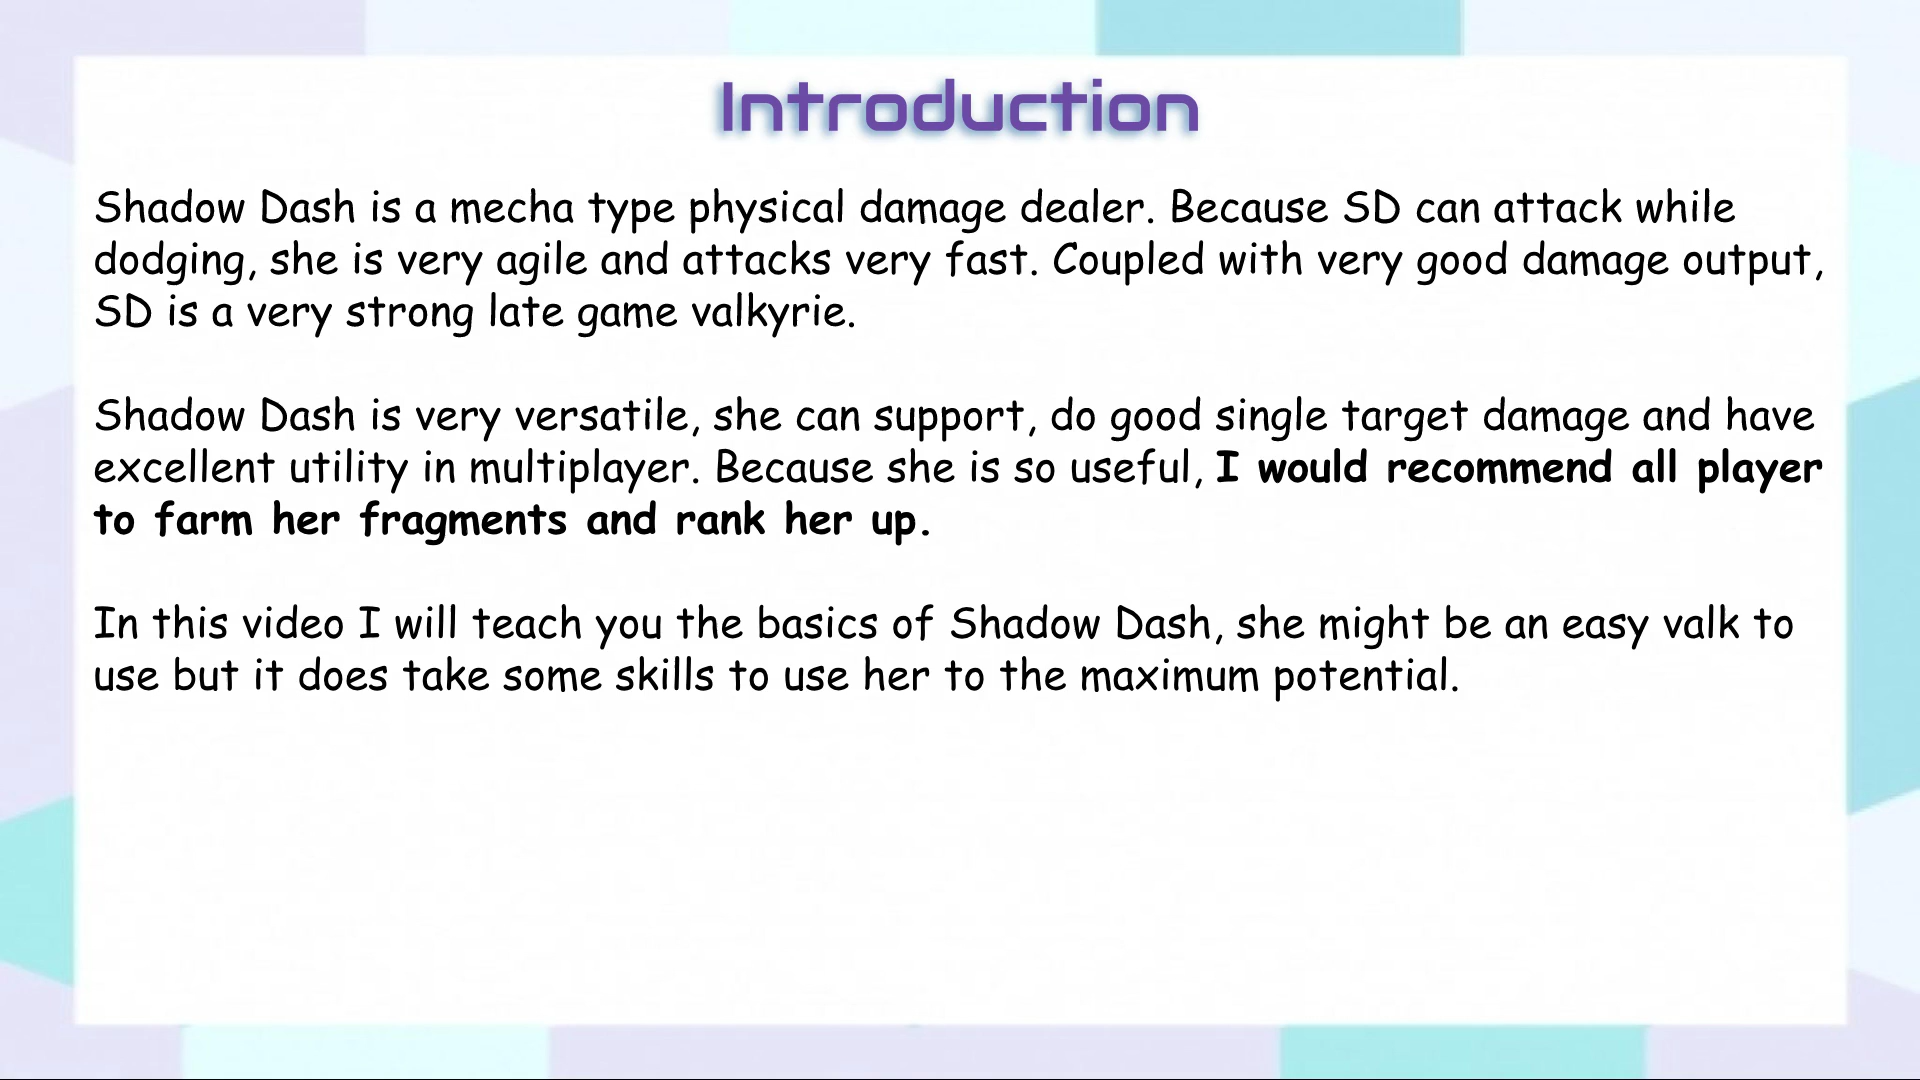 Introduction
Shadow Dash is a mecha type physical damage dealer. Because SD can attack while
dodging, she is very agile and attacks very fast. Coupled with very good damage output,
SD is a very strong late game valkyrie.
Shadow Dash is very versatile, she can support, do good single target damage and have
excellent utility in multiplayer. Because she is so useful, I would recommend all player
to farm her fragments and rank her up.
In this video I will teach you the basics of Shadow Dash, she might be an easy valk to
use but it does take some skills to use her to the maximum potential.